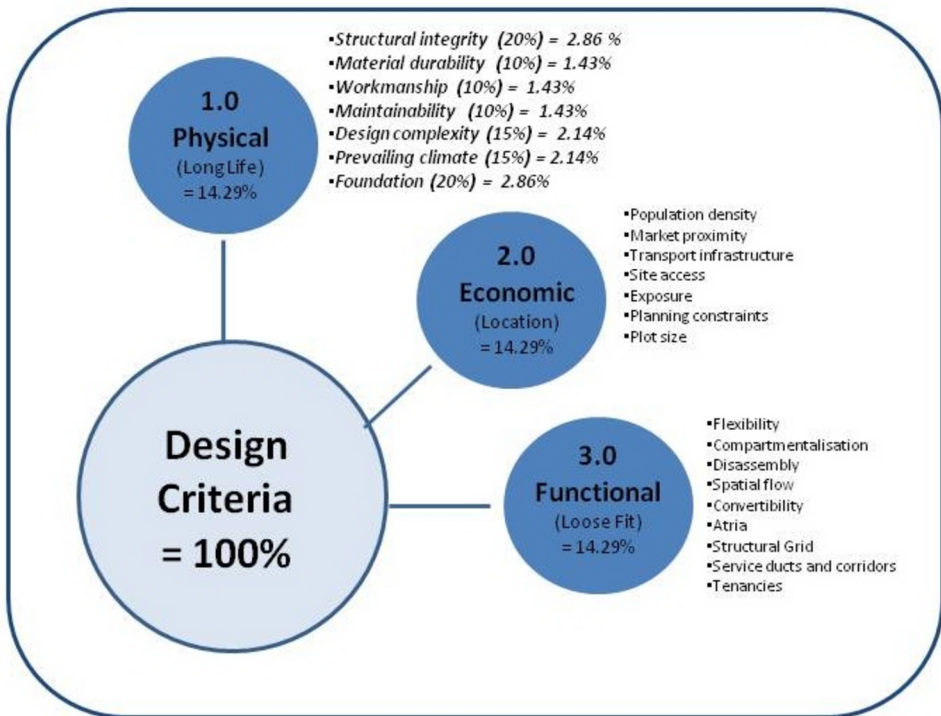 1.0
Physical
(Long Life)
= 14.29%
▪Structural integrity (20%) = 2.86 %
▪Material durability (10%) = 1.43%
▪Workmanship (10%) = 1.43%
▪Maintainability (10%) = 1.43%
▪Design complexity (15%) = 2.14%
▪Prevailing climate (15%) = 2.14%
▪Foundation (20%) = 2.86%
2.0
Economic
(Location)
= 14.29%
▪Population density
▪Market proximity
▪Transport infrastructure
▪Site access
▪Exposure
▪Planning constraints
▪Plot size
Design
Criteria
= 100%
3.0
Functional
(Loose Fit)
= 14.29%
▪Flexibility
▪Compartmentalisation
▪Disassembly
▪Spatial flow
▪Convertibility
▪Atria
▪Structural Grid
▪Service ducts and corridors
▪Tenancies